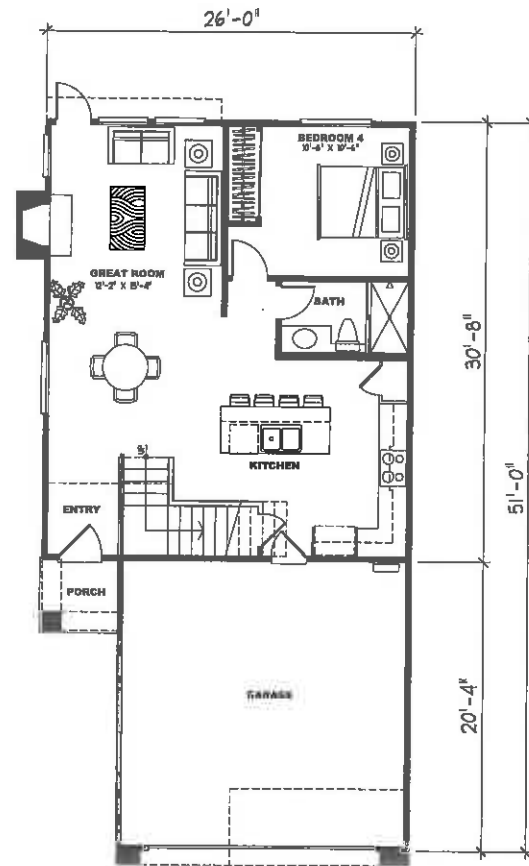 26'-0"
BEDROOM 4
10'-6" X 10'-6"
GREAT ROOM
12'-2" X 15'-4"
BATH
30'-8"
KITCHEN
51'-0"
ENTRY
PORCH
20'-4"
GARAGE